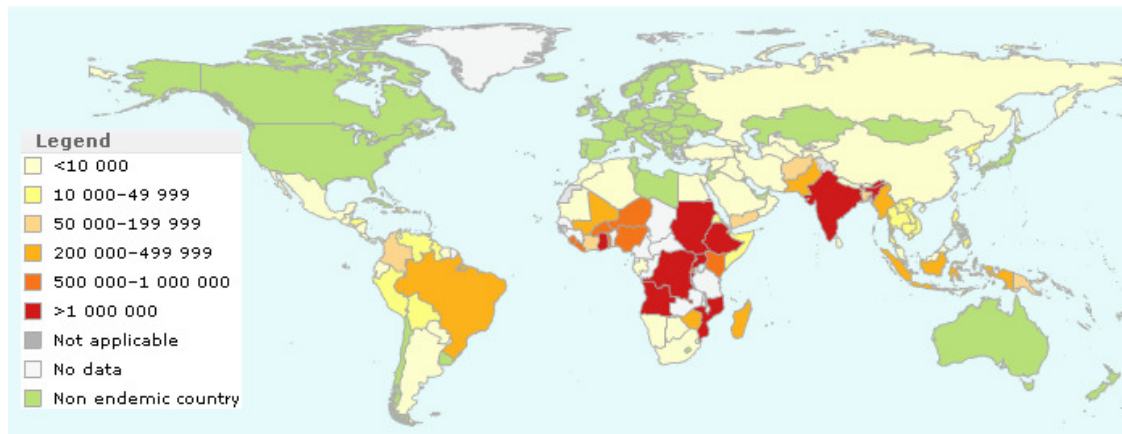 Legend
<10 000
10 000–49 999
50 000–199 999
200 000–499 999
500 000–1 000 000
>1 000 000
Not applicable
No data
Non endemic country